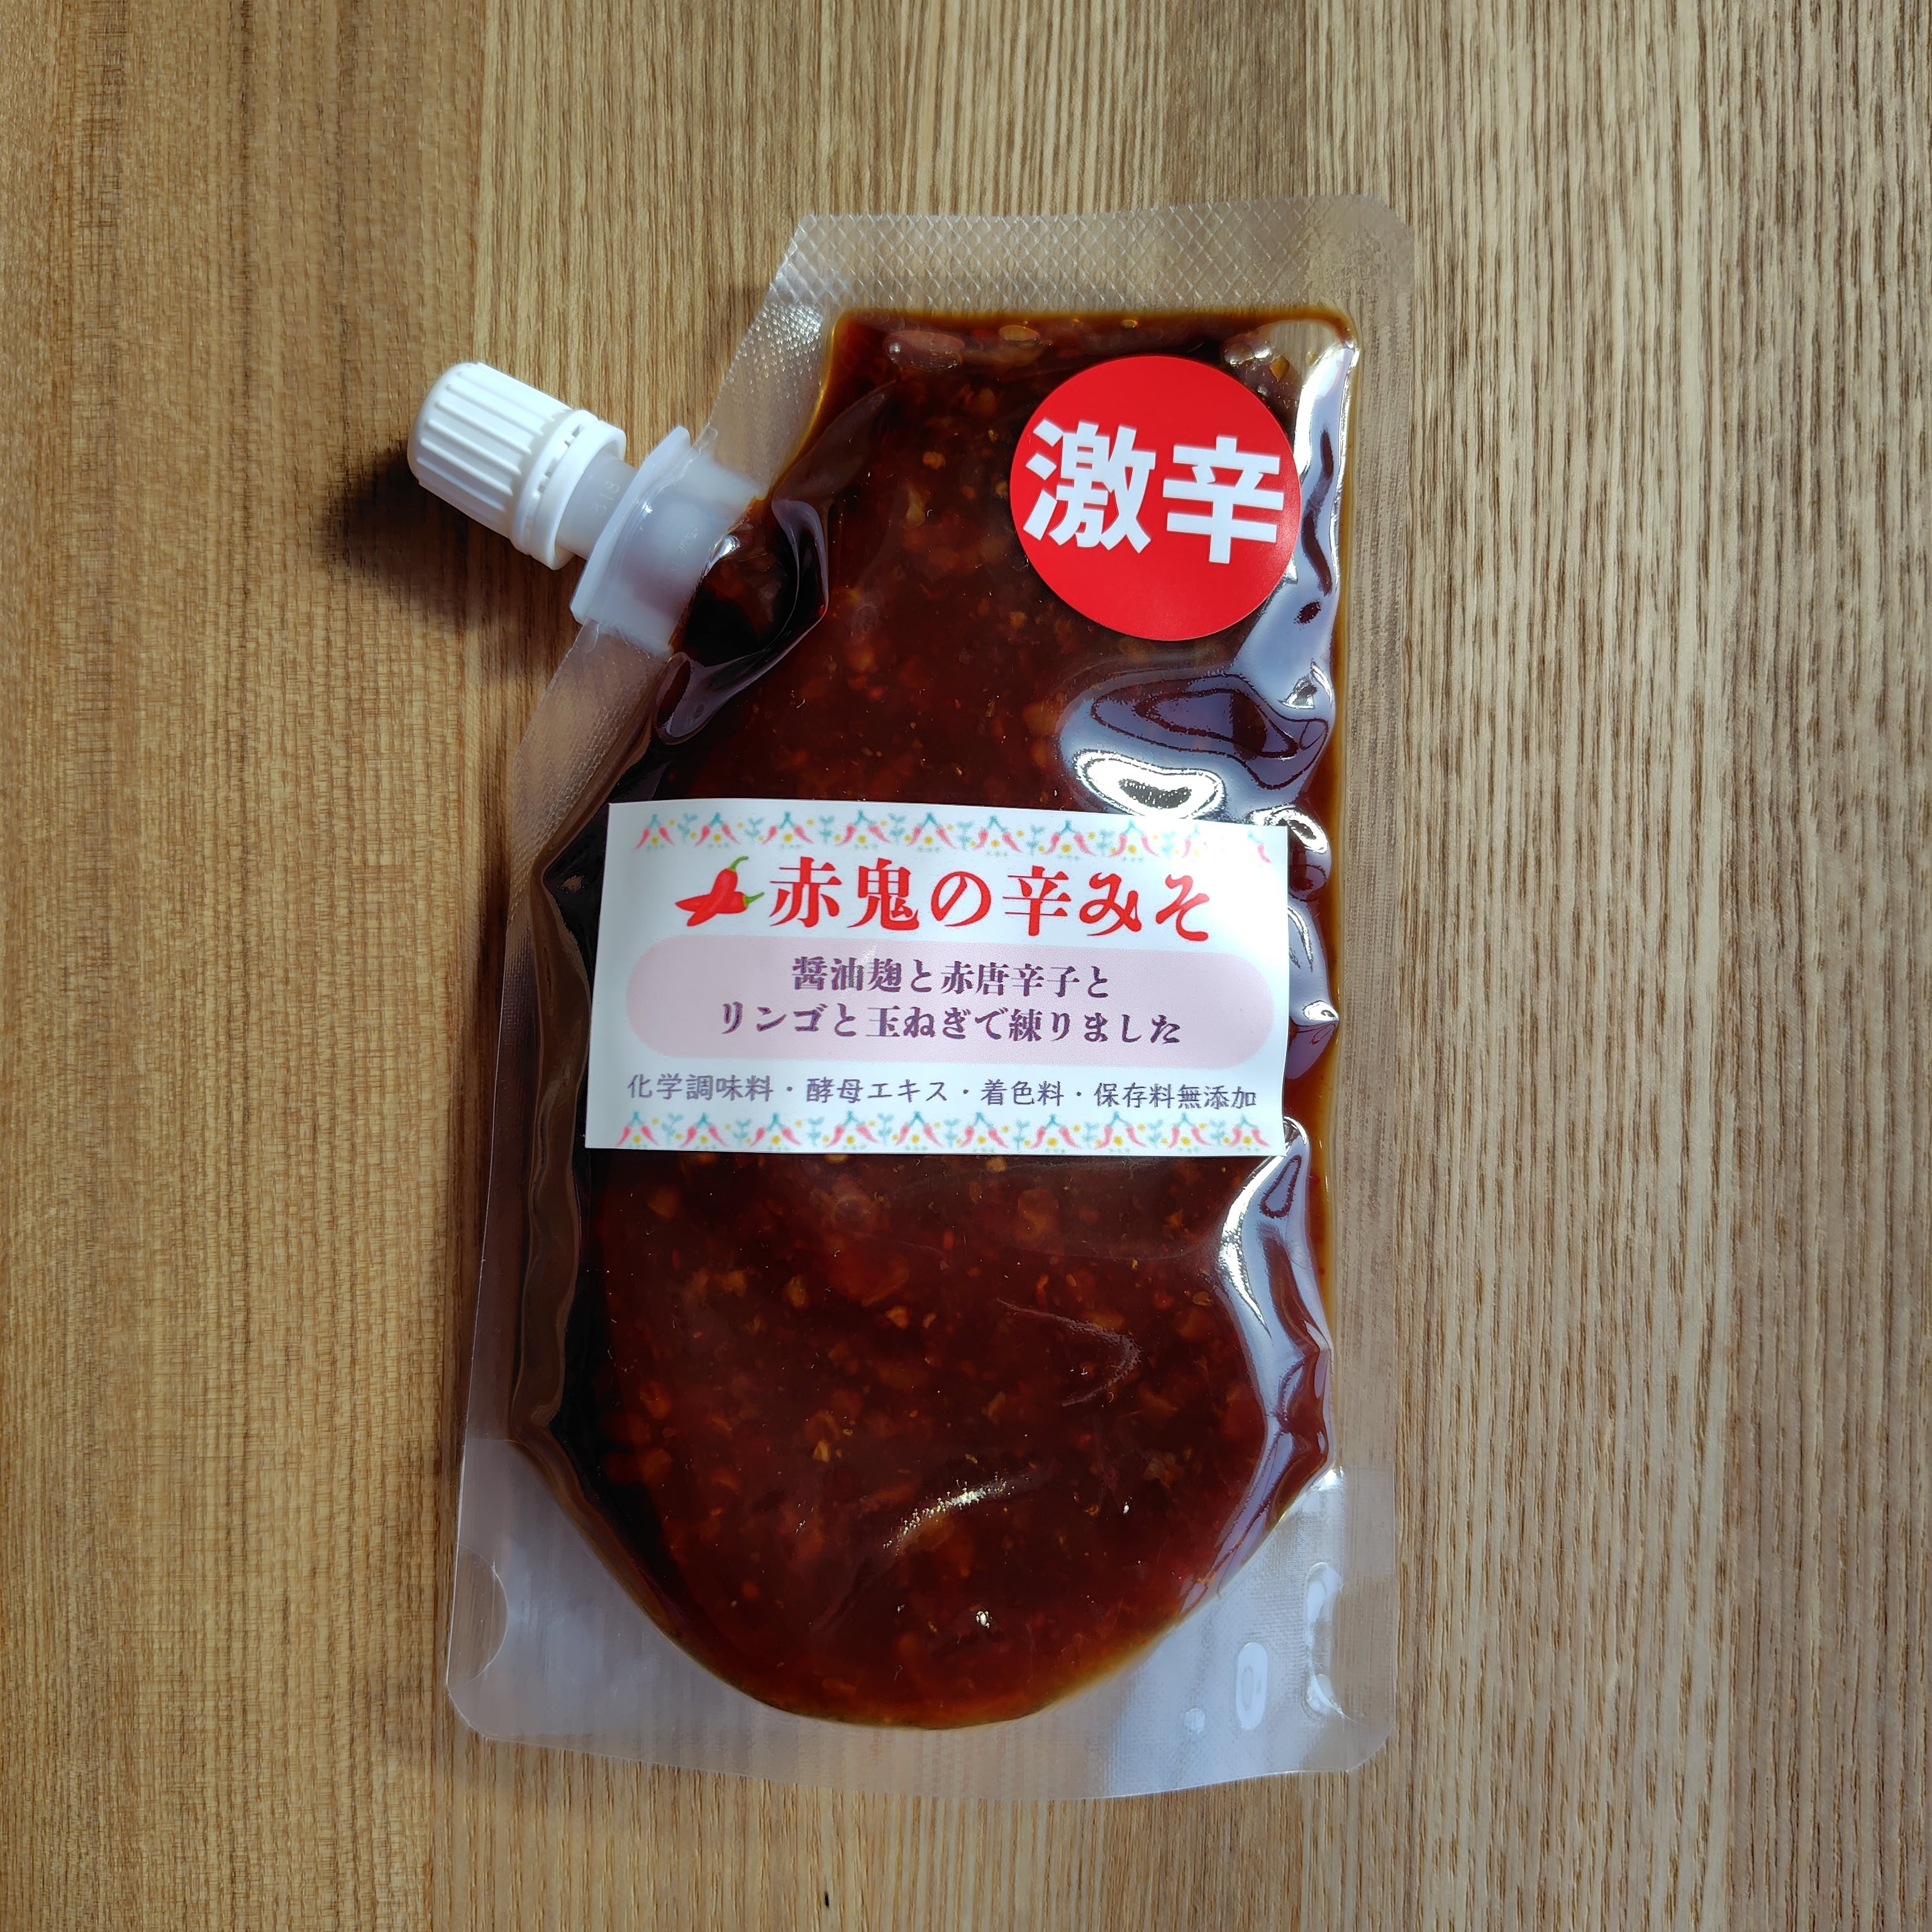 激辛
赤鬼の辛みそ
醤油麹と赤唐辛子と
リンゴと玉ねぎで練りました
化学調味料・酵母エキス・着色料・保存料無添加